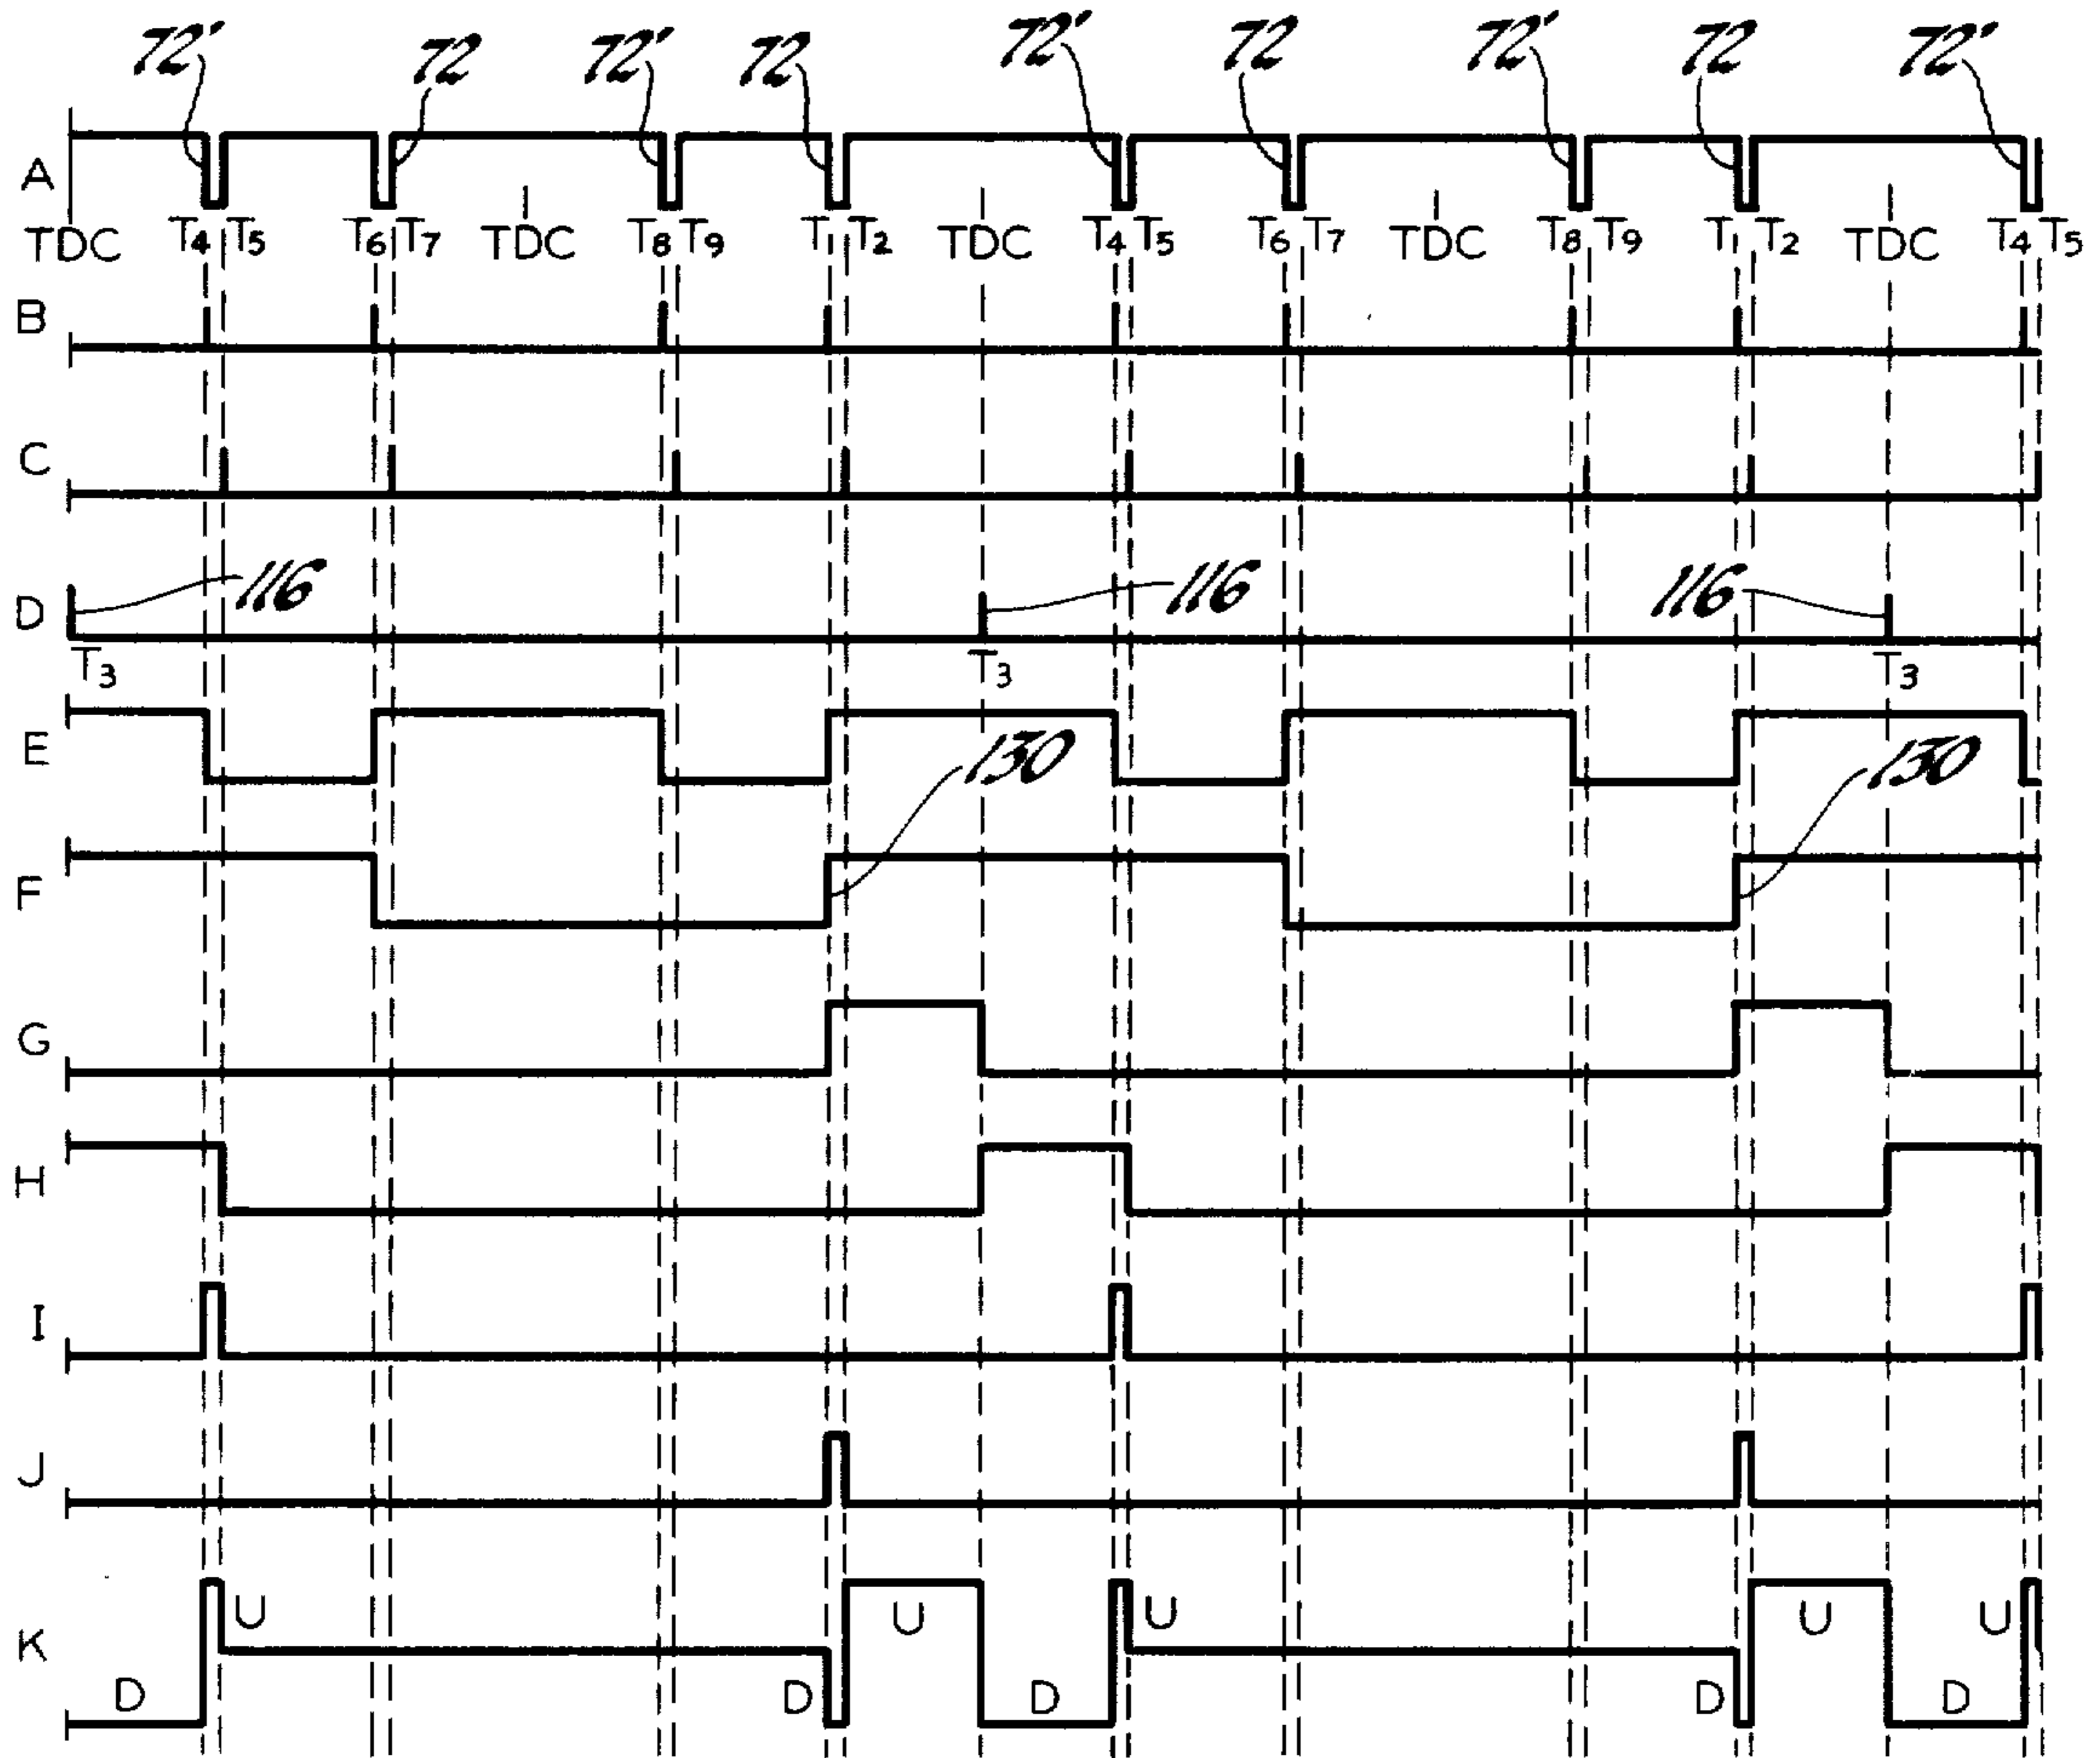 72' 72 72' 72 72' 72 72' 72 72'
A
T4 T5 T6 T7 T8 T9 T1 T2 T4 T5 T6 T7 T8 T9 T1 T2 T4 T5
TDC TDC TDC TDC TDC
B
C
D 116 116 116
T3 T3 T3
E
130 130
F
G
H
I
J
U U U U U
K
D D D D D